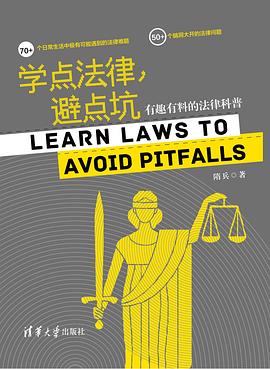 70+ 个日常生活中极有可能遇到的法律难题
50+ 个脑洞大开的法律问题
学点法律，
避点坑
有趣有料的法律科普
LEARN LAWS TO
AVOID PITFALLS
隋兵◎著
清华大学出版社